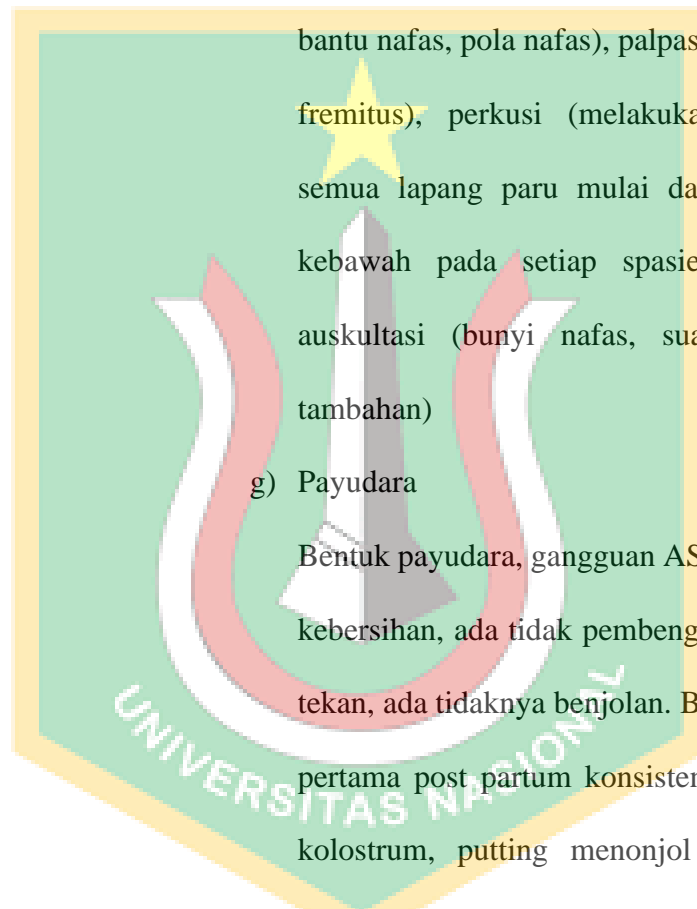 bantu nafas, pola nafas), palpas
fremitus), perkusi (melakuka
semua lapang paru mulai da
kebawah pada setiap spasie
auskultasi (bunyi nafas, sua
tambahan)
g) Payudara
Bentuk payudara, gangguan AS
kebersihan, ada tidak pembeng
tekan, ada tidaknya benjolan. B
pertama post partum konsisten
kolostrum, putting menonjol
UNIVERSITAS NASIONAL